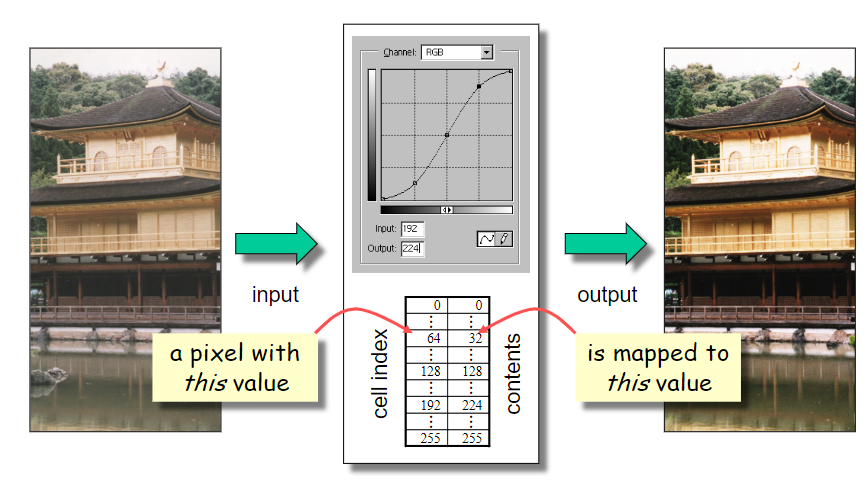 Channel: RGB
Input: 192
Output: 224
input
output
0 0
⋮ ⋮
64 32
⋮ ⋮
128 128
⋮ ⋮
192 224
⋮ ⋮
255 255
cell index
contents
a pixel with
this value
is mapped to
this value